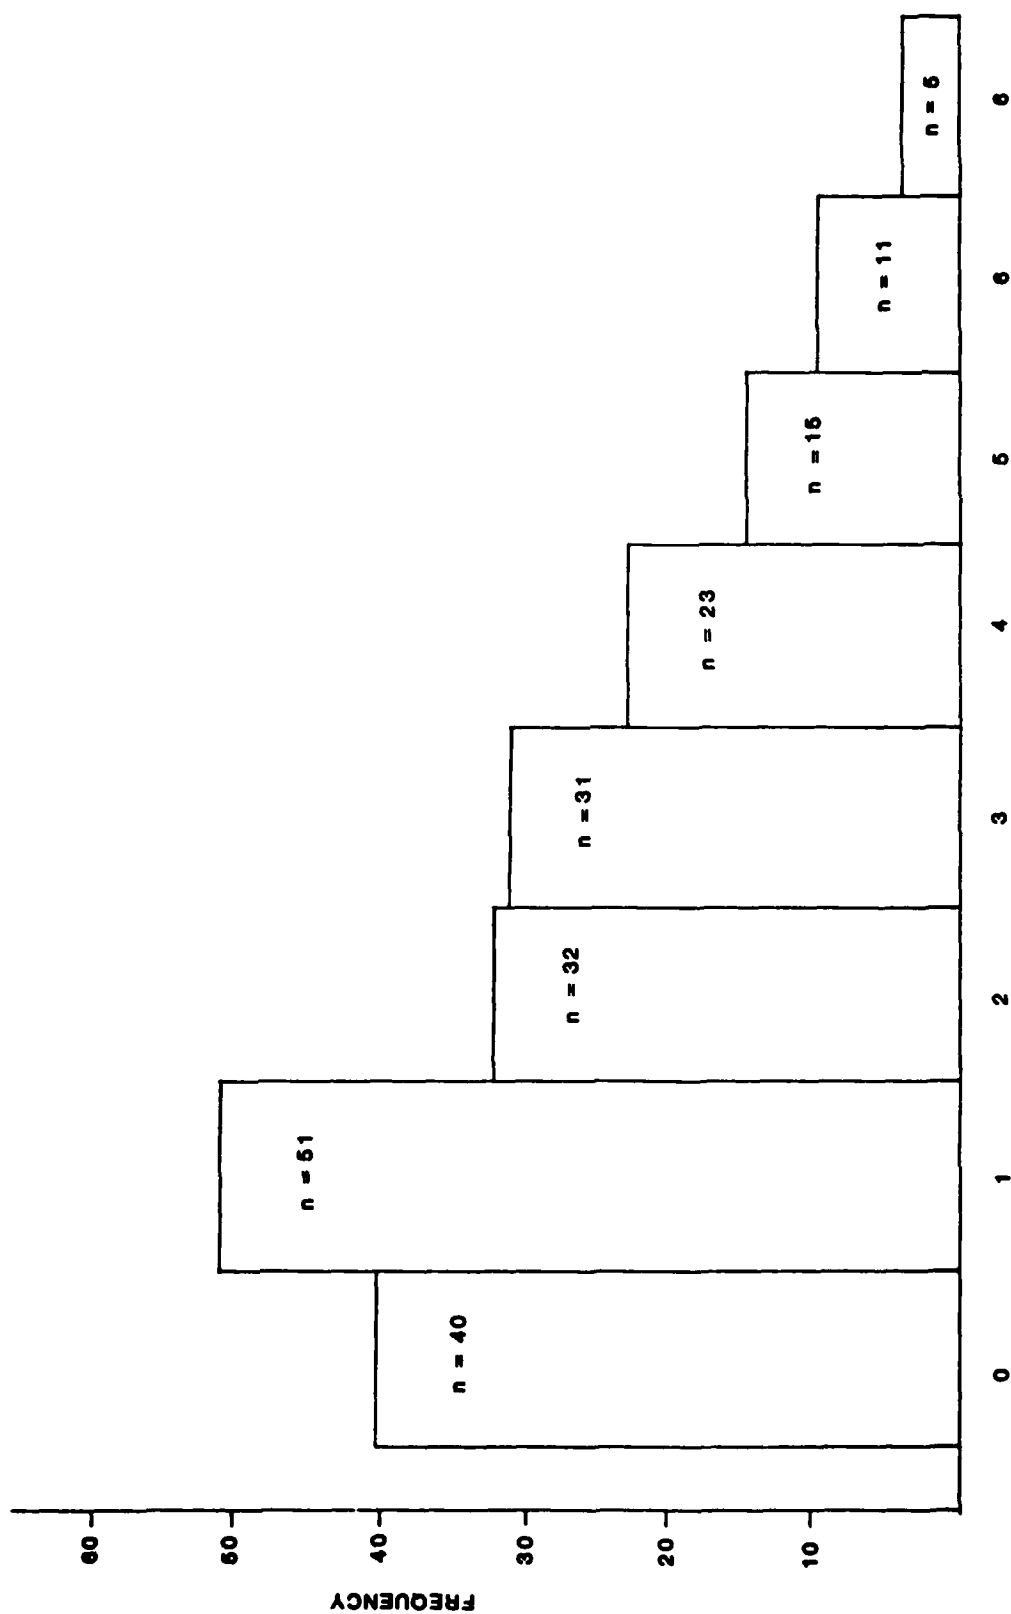 FREQUENCY
60
50
40
30
20
10
n = 40
n = 51
n = 32
n = 31
n = 23
n = 15
n = 11
n = 5
0 1 2 3 4 5 6 6